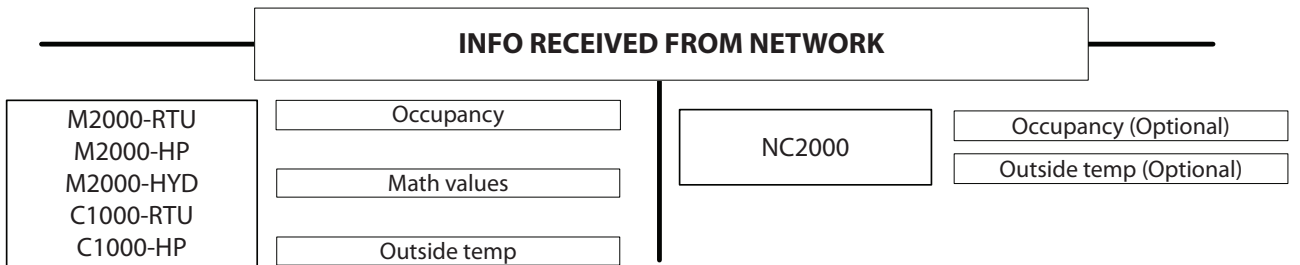 INFO RECEIVED FROM NETWORK
M2000-RTU
M2000-HP
M2000-HYD
C1000-RTU
C1000-HP
Occupancy
Math values
Outside temp
NC2000
Occupancy (Optional)
Outside temp (Optional)